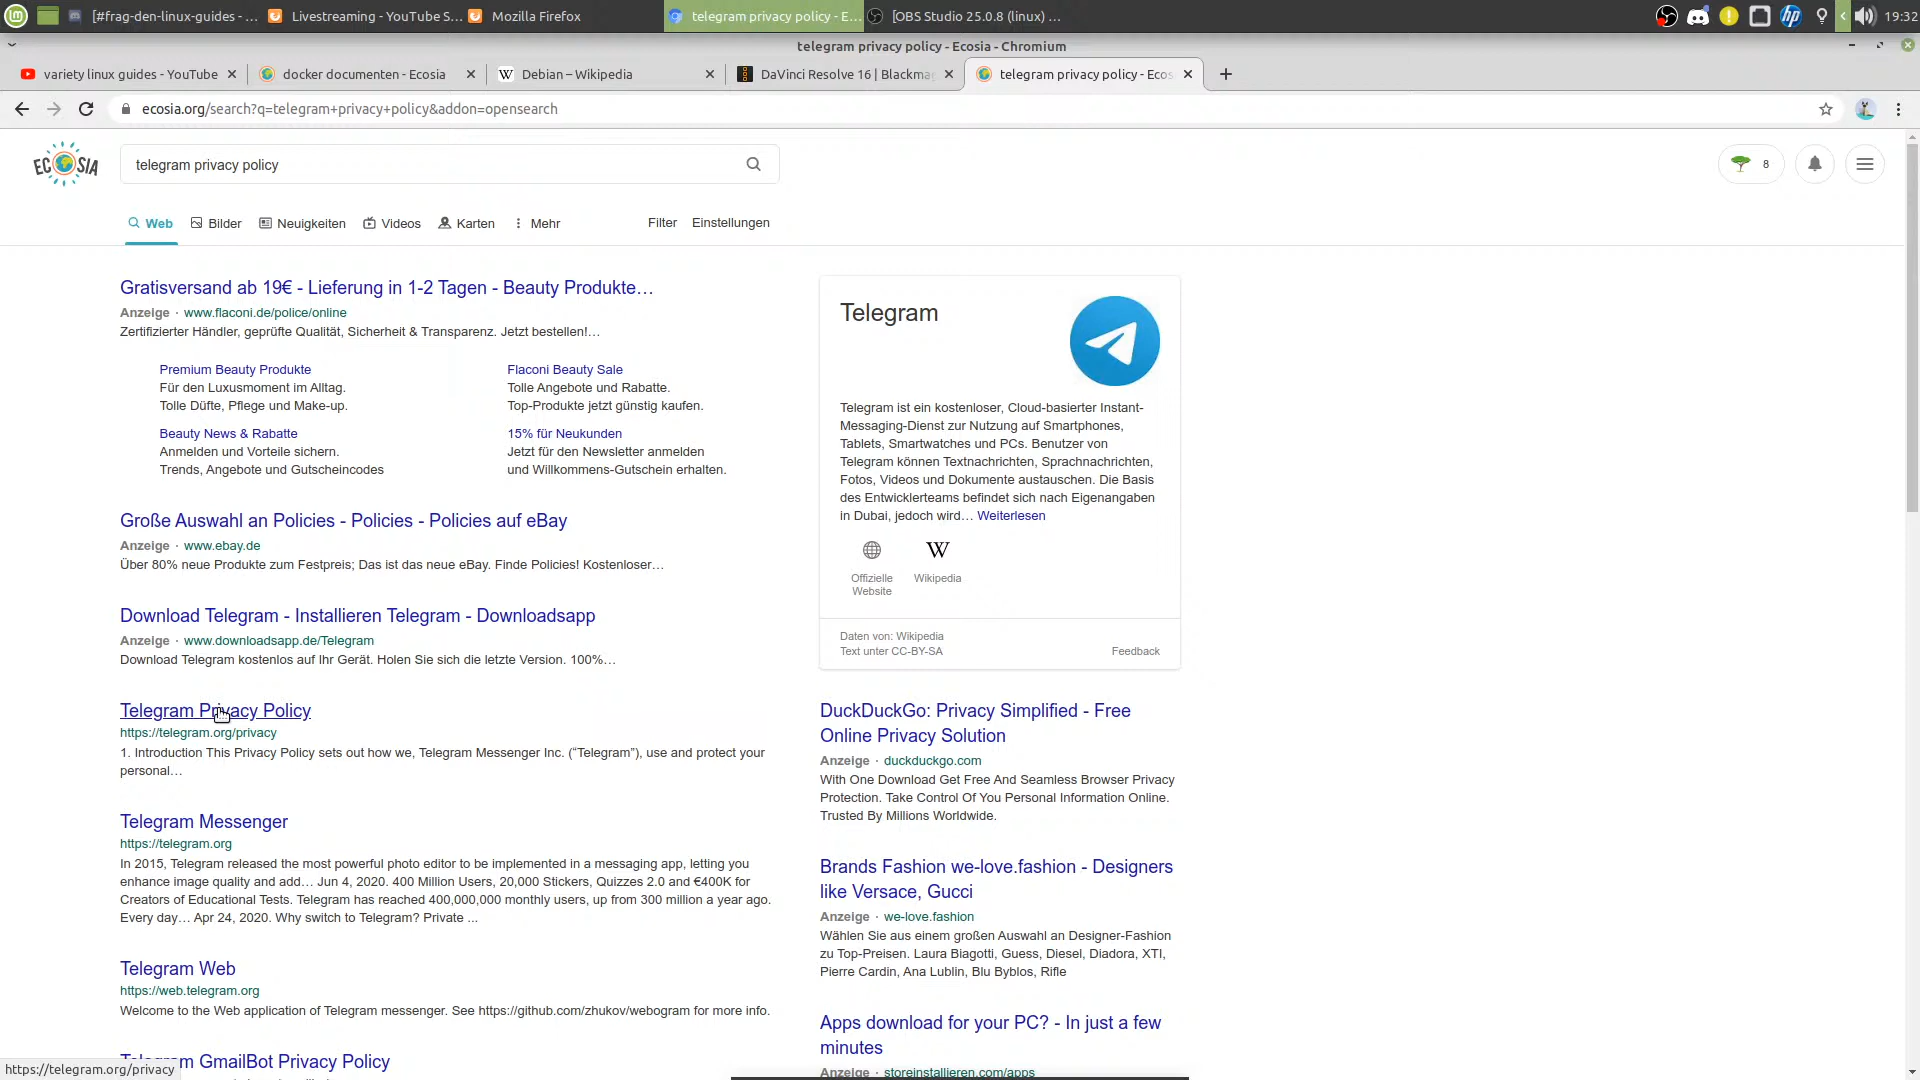 [#frag-den-linux-guides - ...
Livestreaming - YouTube S...
Mozilla Firefox
telegram privacy policy - E...
[OBS Studio 25.0.8 (linux) ...
19:32
telegram privacy policy - Ecosia - Chromium
variety linux guides - YouTube
docker documenten - Ecosia
Debian – Wikipedia
DaVinci Resolve 16 | Blackma
telegram privacy policy - Ecos
ecosia.org/search?q=telegram+privacy+policy&addon=opensearch
ECOSIA
telegram privacy policy
8
Web
Bilder
Neuigkeiten
Videos
Karten
Mehr
Filter
Einstellungen
Gratisversand ab 19€ - Lieferung in 1-2 Tagen - Beauty Produkte…
Anzeige · www.flaconi.de/police/online
Zertifizierter Händler, geprüfte Qualität, Sicherheit & Transparenz. Jetzt bestellen!…
Premium Beauty Produkte
Für den Luxusmoment im Alltag.
Tolle Düfte, Pflege und Make-up.
Flaconi Beauty Sale
Tolle Angebote und Rabatte.
Top-Produkte jetzt günstig kaufen.
Beauty News & Rabatte
Anmelden und Vorteile sichern.
Trends, Angebote und Gutscheincodes
15% für Neukunden
Jetzt für den Newsletter anmelden
und Willkommens-Gutschein erhalten.
Große Auswahl an Policies - Policies - Policies auf eBay
Anzeige · www.ebay.de
Über 80% neue Produkte zum Festpreis; Das ist das neue eBay. Finde Policies! Kostenloser…
Download Telegram - Installieren Telegram - Downloadsapp
Anzeige · www.downloadsapp.de/Telegram
Download Telegram kostenlos auf Ihr Gerät. Holen Sie sich die letzte Version. 100%…
Telegram Privacy Policy
https://telegram.org/privacy
1. Introduction This Privacy Policy sets out how we, Telegram Messenger Inc. (“Telegram”), use and protect your
personal…
Telegram Messenger
https://telegram.org
In 2015, Telegram released the most powerful photo editor to be implemented in a messaging app, letting you
enhance image quality and add… Jun 4, 2020. 400 Million Users, 20,000 Stickers, Quizzes 2.0 and €400K for
Creators of Educational Tests. Telegram has reached 400,000,000 monthly users, up from 300 million a year ago.
Every day… Apr 24, 2020. Why switch to Telegram? Private ...
Telegram Web
https://web.telegram.org
Welcome to the Web application of Telegram messenger. See https://github.com/zhukov/webogram for more info.
Telegram GmailBot Privacy Policy
https://telegram.org/privacy
Telegram
Telegram ist ein kostenloser, Cloud-basierter Instant-
Messaging-Dienst zur Nutzung auf Smartphones,
Tablets, Smartwatches und PCs. Benutzer von
Telegram können Textnachrichten, Sprachnachrichten,
Fotos, Videos und Dokumente austauschen. Die Basis
des Entwicklerteams befindet sich nach Eigenangaben
in Dubai, jedoch wird… Weiterlesen
Offizielle
Website
W
Wikipedia
Daten von: Wikipedia
Text unter CC-BY-SA
Feedback
DuckDuckGo: Privacy Simplified - Free
Online Privacy Solution
Anzeige · duckduckgo.com
With One Download Get Free And Seamless Browser Privacy
Protection. Take Control Of You Personal Information Online.
Trusted By Millions Worldwide.
Brands Fashion we-love.fashion - Designers
like Versace, Gucci
Anzeige · we-love.fashion
Wählen Sie aus einem großen Auswahl an Designer-Fashion
zu Top-Preisen. Laura Biagotti, Guess, Diesel, Diadora, XTI,
Pierre Cardin, Ana Lublin, Blu Byblos, Rifle
Apps download for your PC? - In just a few
minutes
Anzeige · storeinstallieren.com/apps